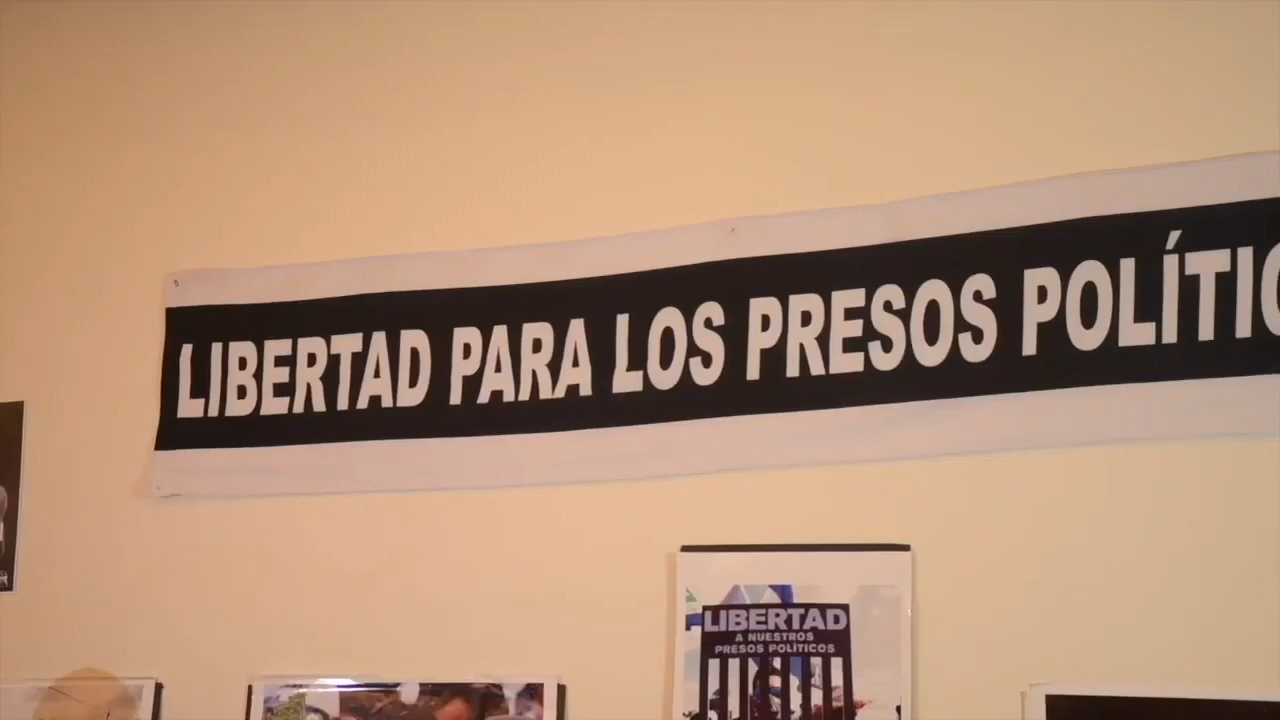 LIBERTAD PARA LOS PRESOS POLÍTIC
LIBERTAD
A NUESTROS
PRESOS POLÍTICOS